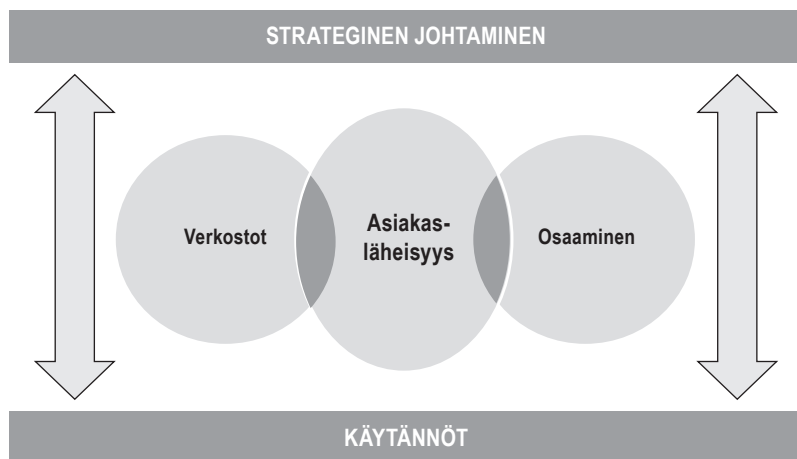 STRATEGINEN JOHTAMINEN
Verkostot
Asiakas-
läheisyys
Osaaminen
KÄYTÄNNÖT